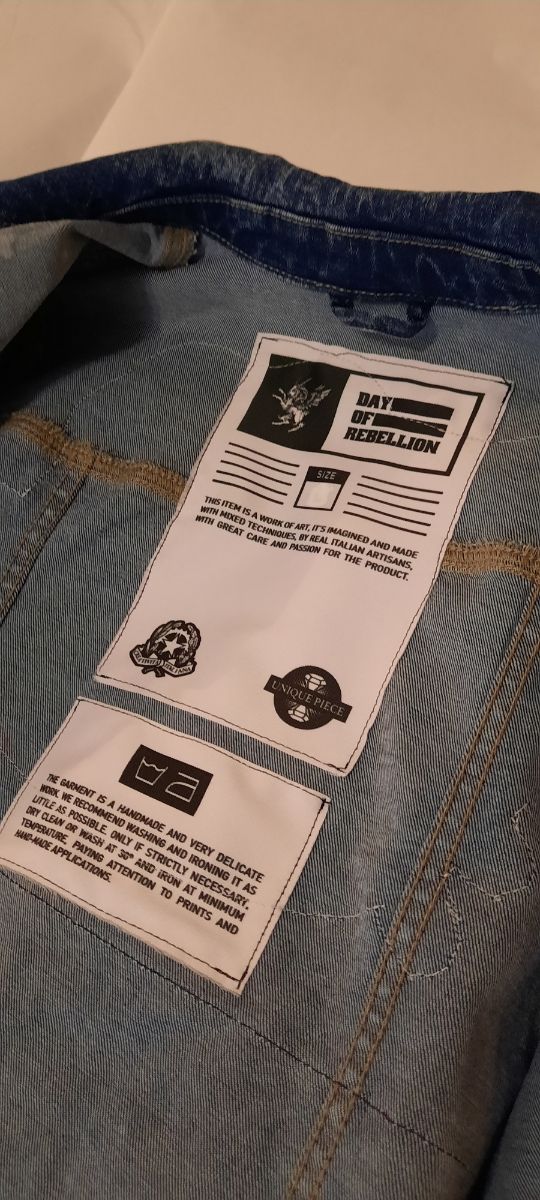 DAY
OF
REBELLION
SIZE
THIS ITEM IS A WORK OF ART, IT'S IMAGINED AND MADE
WITH MIXED TECHNIQUES, BY REAL ITALIAN ARTISANS,
WITH GREAT CARE AND PASSION FOR THE PRODUCT.
UNIQUE PIECE
THE GARMENT IS A HANDMADE AND VERY DELICATE
WORK. WE RECOMMEND WASHING AND IRONING IT AS
LITTLE AS POSSIBLE. ONLY IF STRICTLY NECESSARY,
DRY CLEAN OR WASH AT 30° AND IRON AT MINIMUM
TEMPERATURE. PAYING ATTENTION TO PRINTS AND
HAND-MADE APPLICATIONS.